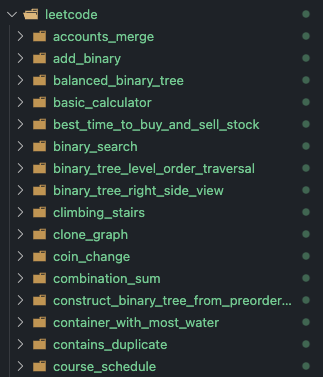 leetcode
accounts_merge
add_binary
balanced_binary_tree
basic_calculator
best_time_to_buy_and_sell_stock
binary_search
binary_tree_level_order_traversal
binary_tree_right_side_view
climbing_stairs
clone_graph
coin_change
combination_sum
construct_binary_tree_from_preorder...
container_with_most_water
contains_duplicate
course_schedule